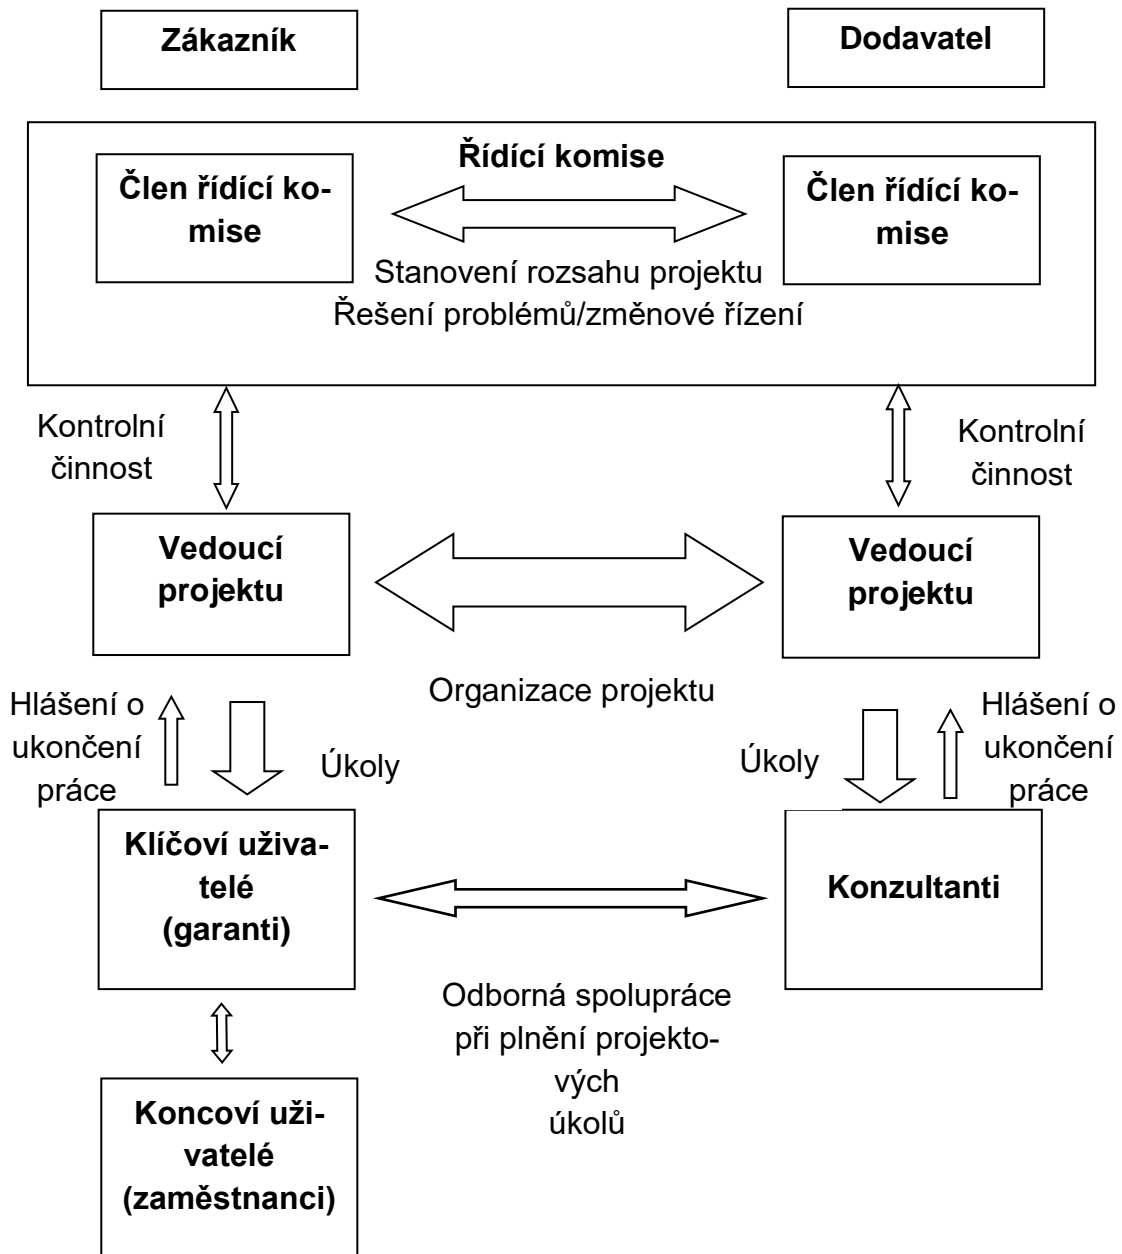 Zákazník
Dodavatel
Řídící komise
Člen řídící ko-
mise
Člen řídící ko-
mise
Stanovení rozsahu projektu
Řešení problémů/změnové řízení
Kontrolní
činnost
Kontrolní
činnost
Vedoucí
projektu
Vedoucí
projektu
Organizace projektu
Hlášení o
ukončení
práce
Úkoly
Úkoly
Hlášení o
ukončení
práce
Klíčoví uživa-
telé
(garanti)
Konzultanti
Odborná spolupráce
při plnění projekto-
vých
úkolů
Koncoví uži-
vatelé
(zaměstnanci)